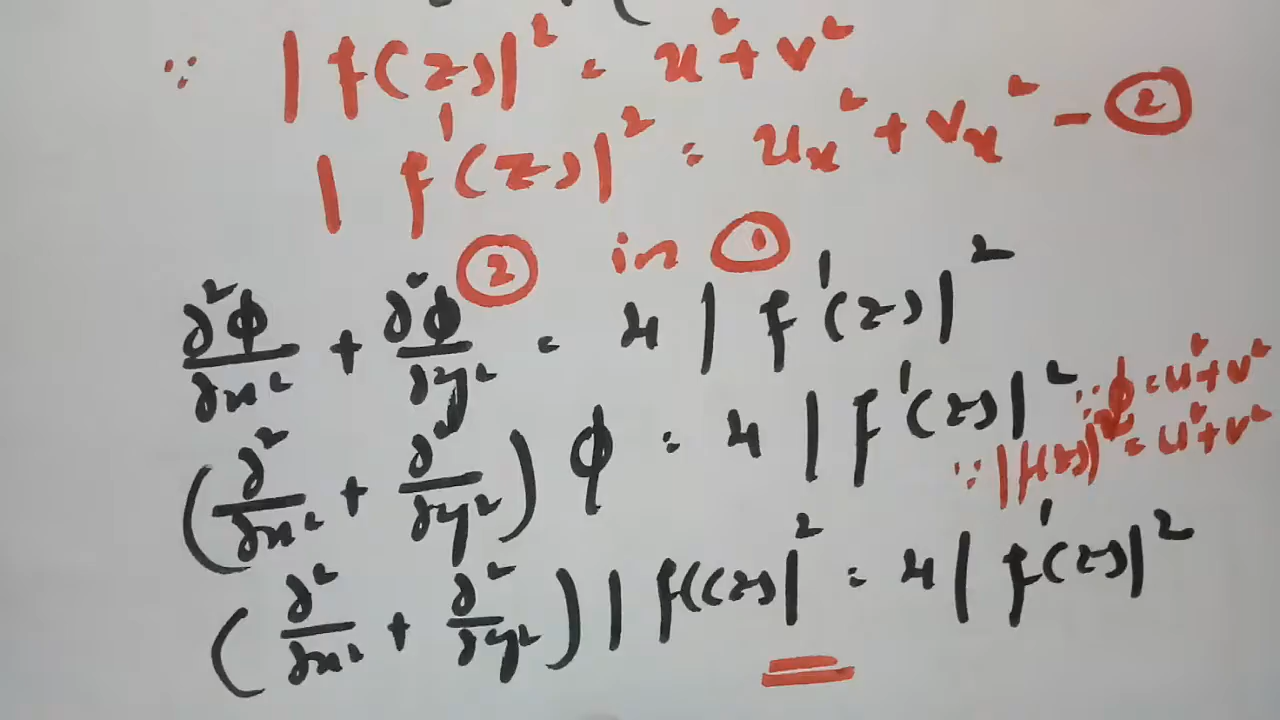 ∵ |f(z)|² = u² + v²
|f'(z)|² = uₓ² + vₓ² - ②
② in ①
∂²ϕ/∂x² + ∂²ϕ/∂y² = 4|f'(z)|²
(∂²/∂x² + ∂²/∂y²) ϕ = 4|f'(z)|² ∵ ϕ = u² + v²
∵ |f(z)|² = u² + v²
(∂²/∂x² + ∂²/∂y²) |f(z)|² = 4|f'(z)|²